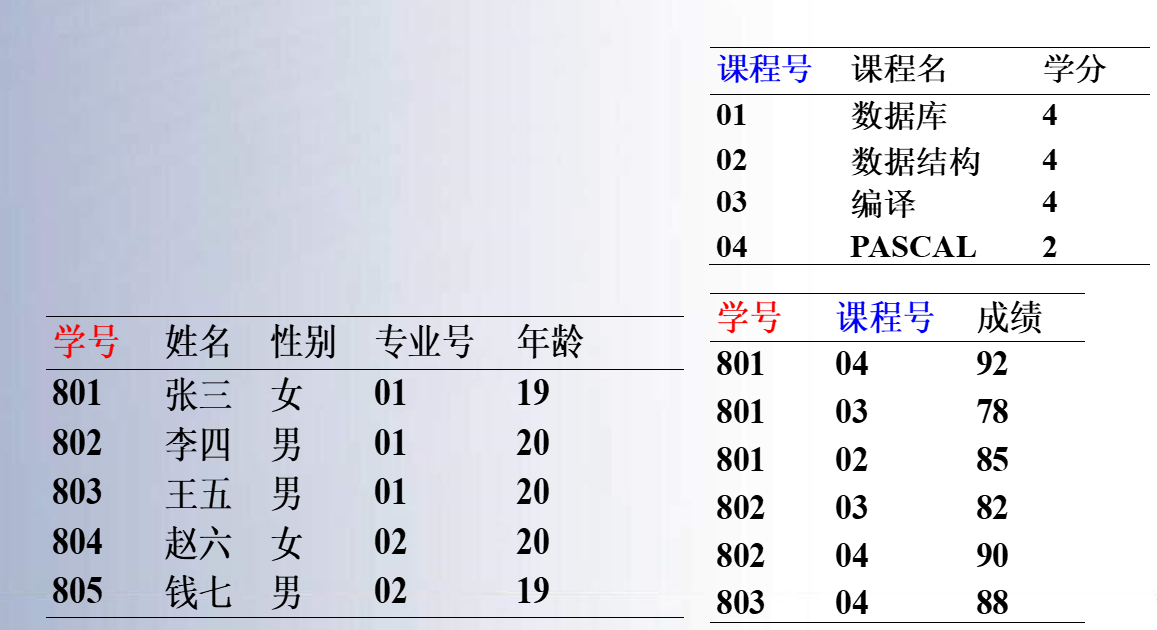 课程号 课程名 学分
01 数据库 4
02 数据结构 4
03 编译 4
04 PASCAL 2
学号 姓名 性别 专业号 年龄
801 张三 女 01 19
802 李四 男 01 20
803 王五 男 01 20
804 赵六 女 02 20
805 钱七 男 02 19
学号 课程号 成绩
801 04 92
801 03 78
801 02 85
802 03 82
802 04 90
803 04 88